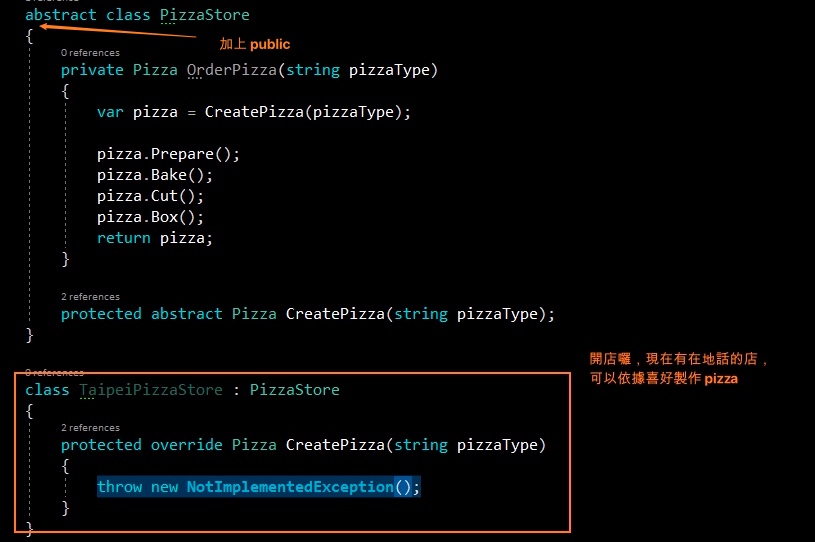 abstract class PizzaStore
{
加上 public
0 references
private Pizza OrderPizza(string pizzaType)
{
var pizza = CreatePizza(pizzaType);
pizza.Prepare();
pizza.Bake();
pizza.Cut();
pizza.Box();
return pizza;
}
2 references
protected abstract Pizza CreatePizza(string pizzaType);
}
開店囉，現在有在地話的店，
可以依據喜好製作 pizza
0 references
class TaipeiPizzaStore : PizzaStore
{
2 references
protected override Pizza CreatePizza(string pizzaType)
{
throw new NotImplementedException();
}
}